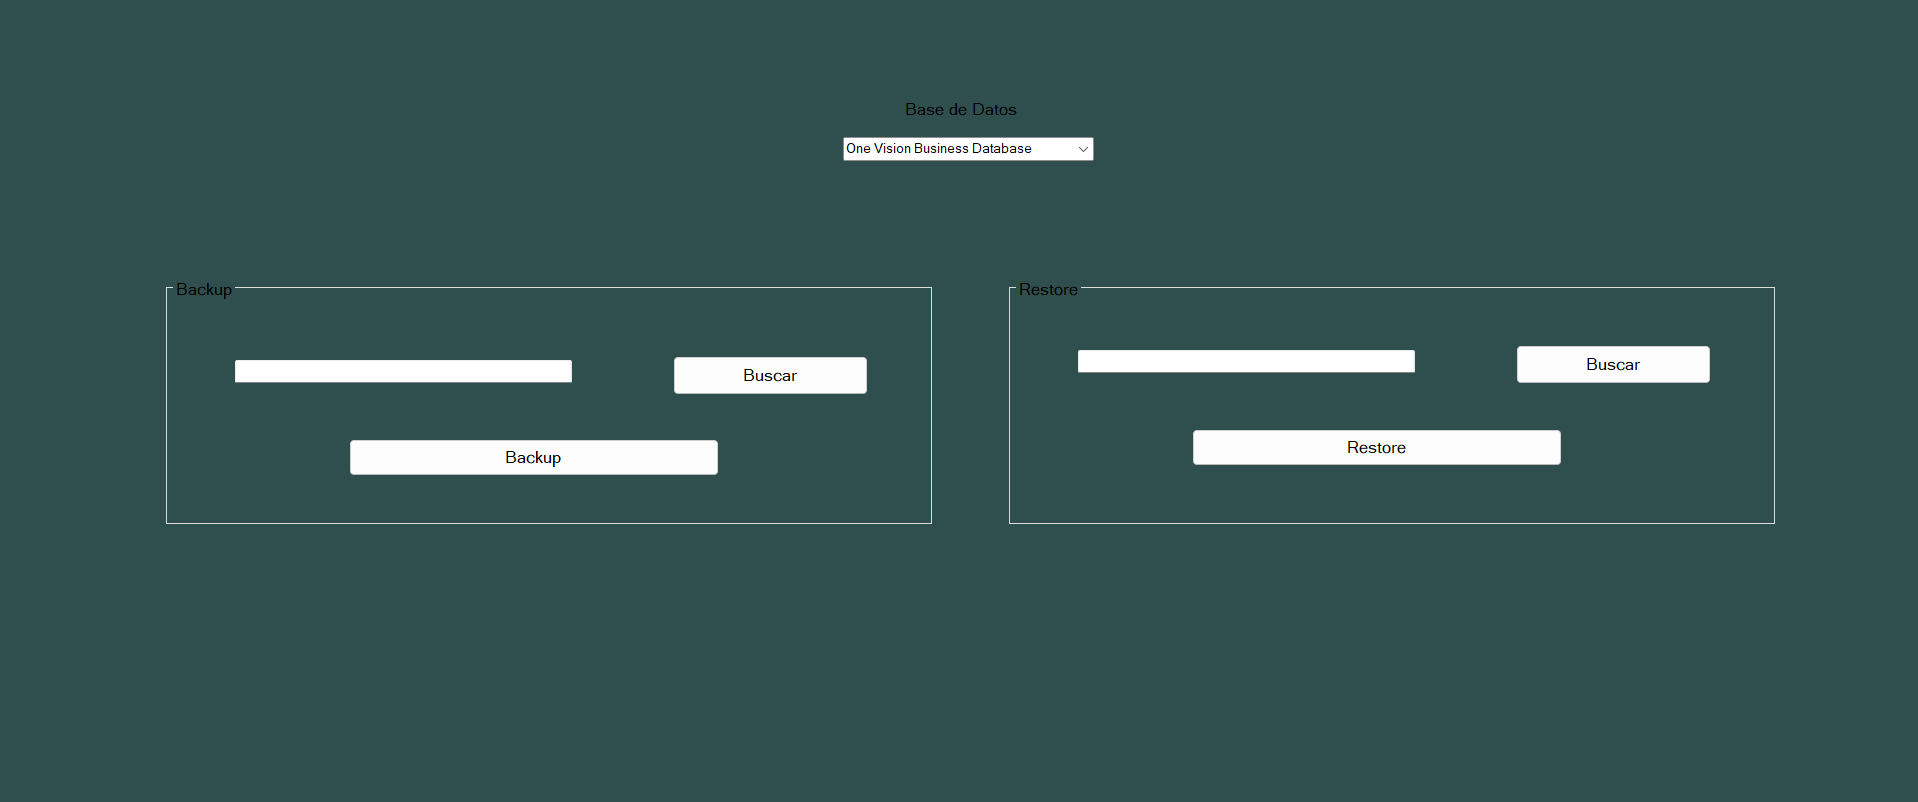 Base de Datos
One Vision Business Database
Backup
Buscar
Backup
Restore
Buscar
Restore